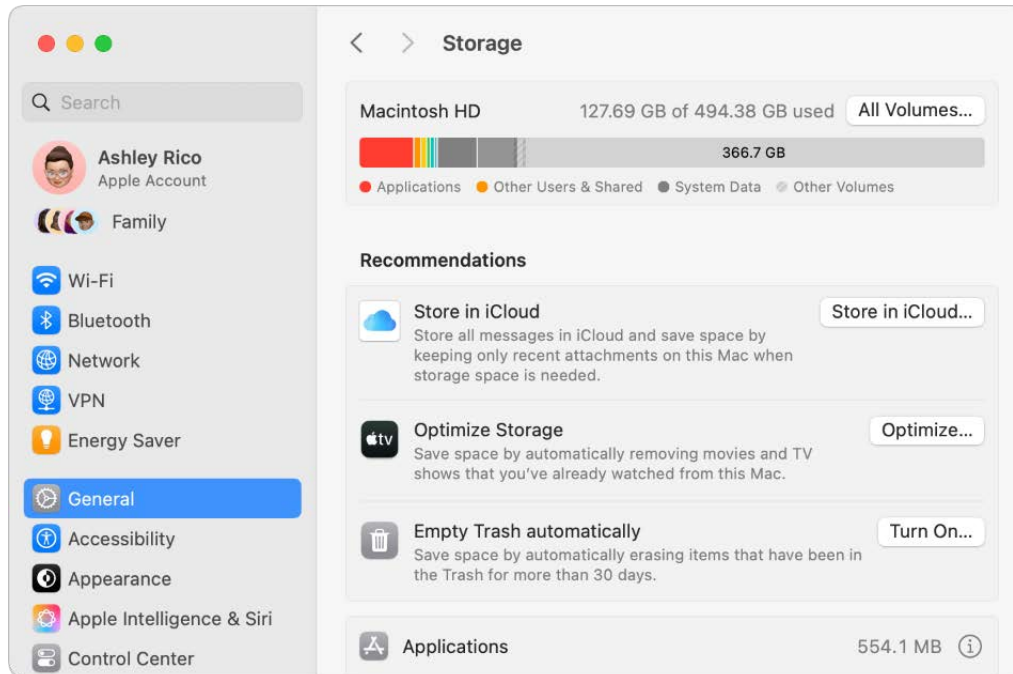 Storage
Search
Ashley Rico
Apple Account
Family
Wi-Fi
Bluetooth
Network
VPN
Energy Saver
General
Accessibility
Appearance
Apple Intelligence & Siri
Control Center
Macintosh HD 127.69 GB of 494.38 GB used All Volumes...
366.7 GB
Applications Other Users & Shared System Data Other Volumes
Recommendations
Store in iCloud Store in iCloud...
Store all messages in iCloud and save space by
keeping only recent attachments on this Mac when
storage space is needed.
tv
Optimize Storage Optimize...
Save space by automatically removing movies and TV
shows that you've already watched from this Mac.
Empty Trash automatically Turn On...
Save space by automatically erasing items that have been in
the Trash for more than 30 days.
Applications 554.1 MB